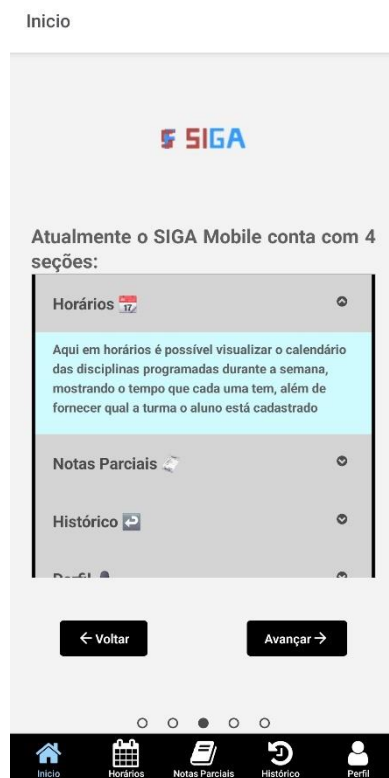 Inicio
SIGA
Atualmente o SIGA Mobile conta com 4
seções:
Horários
17
Aqui em horários é possível visualizar o calendário
das disciplinas programadas durante a semana,
mostrando o tempo que cada uma tem, além de
fornecer qual a turma o aluno está cadastrado
Notas Parciais
Histórico
Perfil
← Voltar
Avançar →
Inicio
Horários
Notas Parciais
Histórico
Perfil